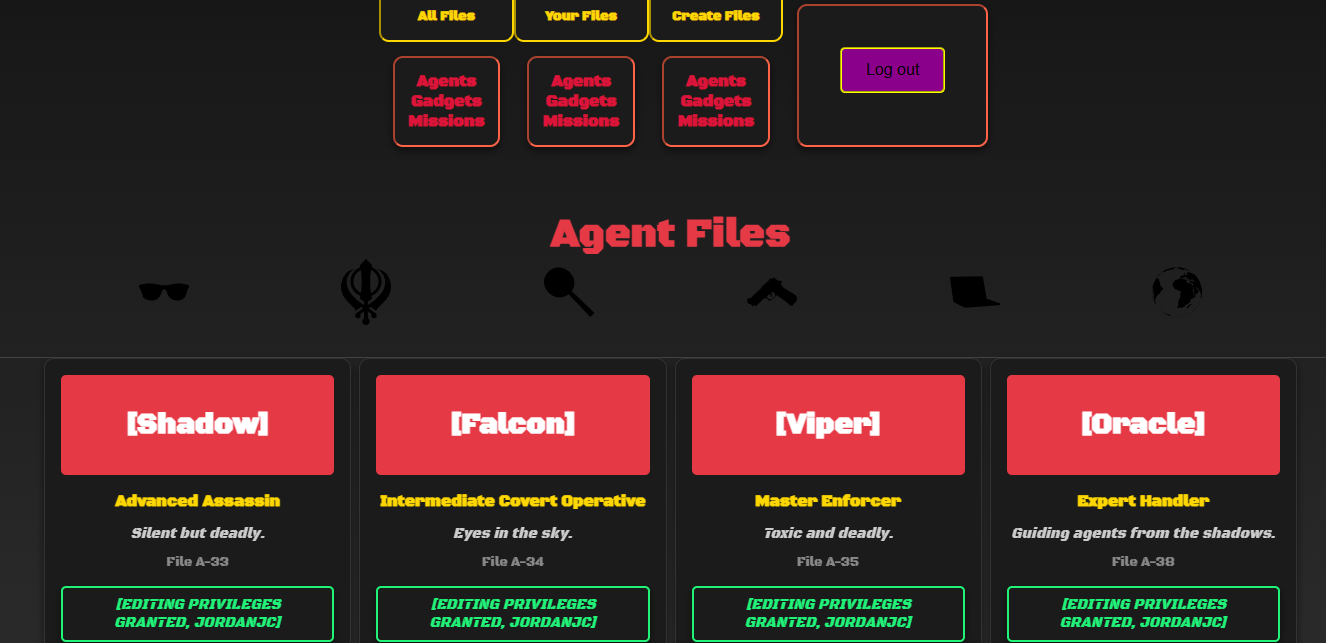 All Files
Your Files
Create Files
Log out
Agents
Gadgets
Missions
Agents
Gadgets
Missions
Agents
Gadgets
Missions
Agent Files
[Shadow]
Advanced Assassin
Silent but deadly.
File A-33
[EDITING PRIVILEGES
GRANTED, JORDANJC]
[Falcon]
Intermediate Covert Operative
Eyes in the sky.
File A-34
[EDITING PRIVILEGES
GRANTED, JORDANJC]
[Viper]
Master Enforcer
Toxic and deadly.
File A-35
[EDITING PRIVILEGES
GRANTED, JORDANJC]
[Oracle]
Expert Handler
Guiding agents from the shadows.
File A-38
[EDITING PRIVILEGES
GRANTED, JORDANJC]